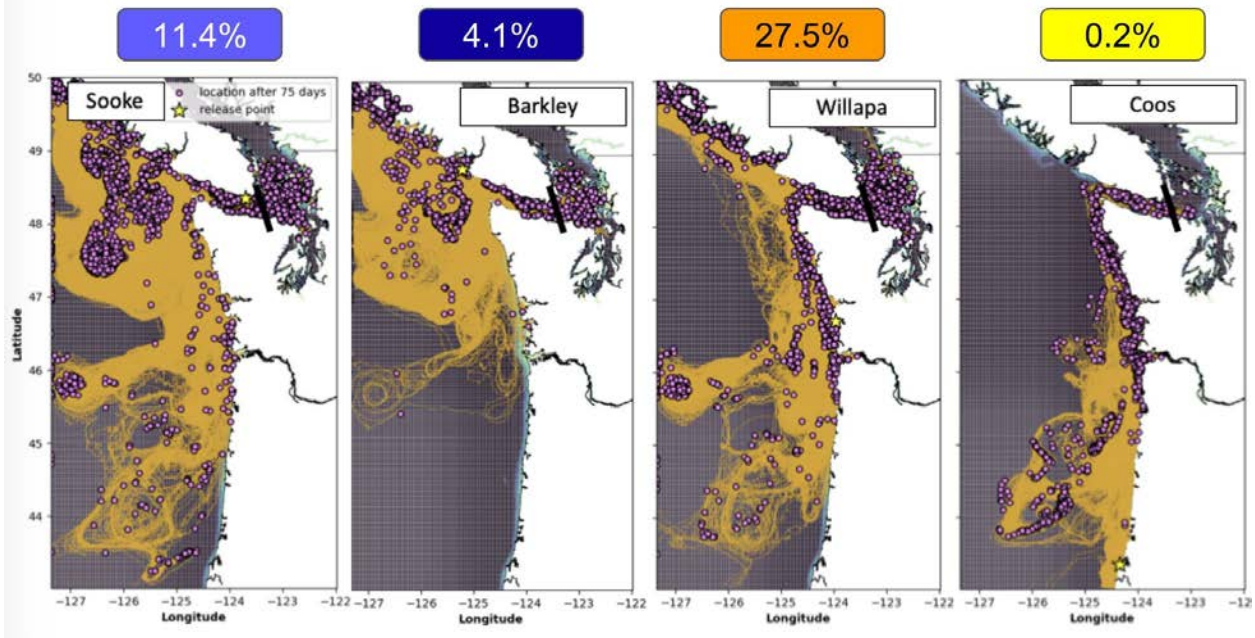 11.4% 4.1% 27.5% 0.2%
Sooke
location after 75 days
release point
Barkley
Willapa
Coos
50
49
48
47
46
45
44
Latitude
−127 −126 −125 −124 −123 −122
Longitude
−127 −126 −125 −124 −123 −122
Longitude
−127 −126 −125 −124 −123 −122
Longitude
−127 −126 −125 −124 −123 −122
Longitude